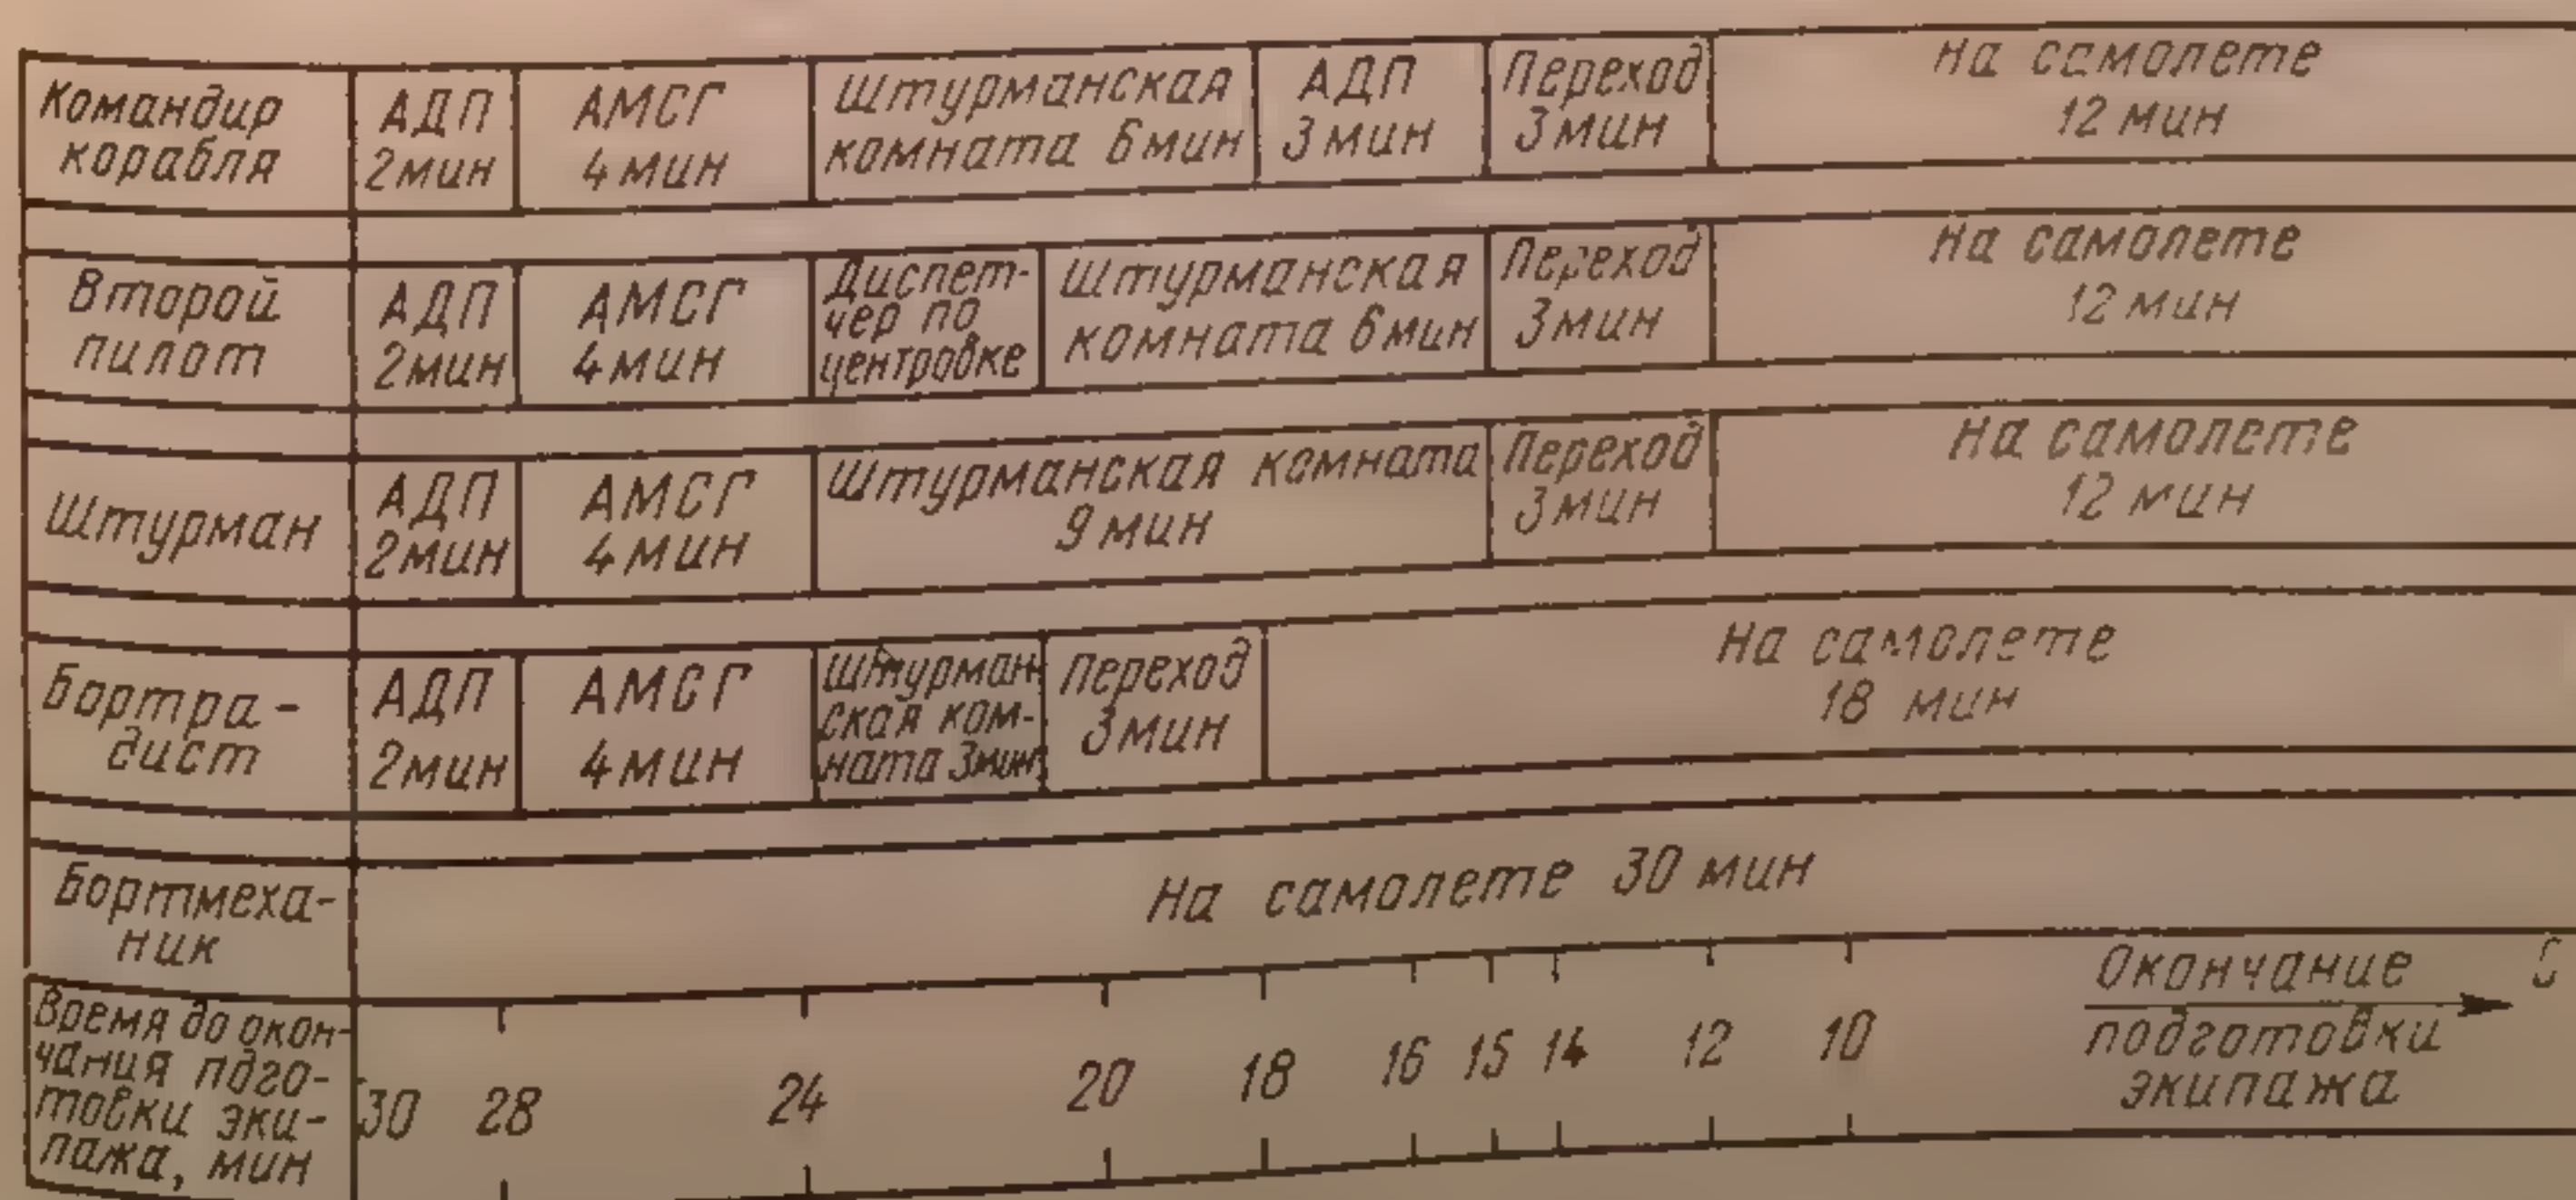 Командир
корабля
АДП
2мин
АМСГ
4мин
Штурманская
комната 6мин
АДП
3мин
Переход
3мин
На самолете
12 мин
Второй
пилот
АДП
2мин
АМСГ
4мин
Диспет-
чер по
центровке
Штурманская
комната 6мин
Переход
3мин
На самолете
12 мин
Штурман
АДП
2мин
АМСГ
4мин
Штурманская комната
9мин
Переход
3мин
На самолете
12 мин
Бортра-
дист
АДП
2мин
АМСГ
4мин
Штурман-
ская ком-
ната 3мин
Переход
3мин
На самолете
18 мин
Бортмеха-
ник
На самолете 30 мин
Время до окон-
чания пдго-
товки эки-
пажа, мин
30 28 24 20 18 16 15 14 12 10
Окончание
подготовки
экипажа